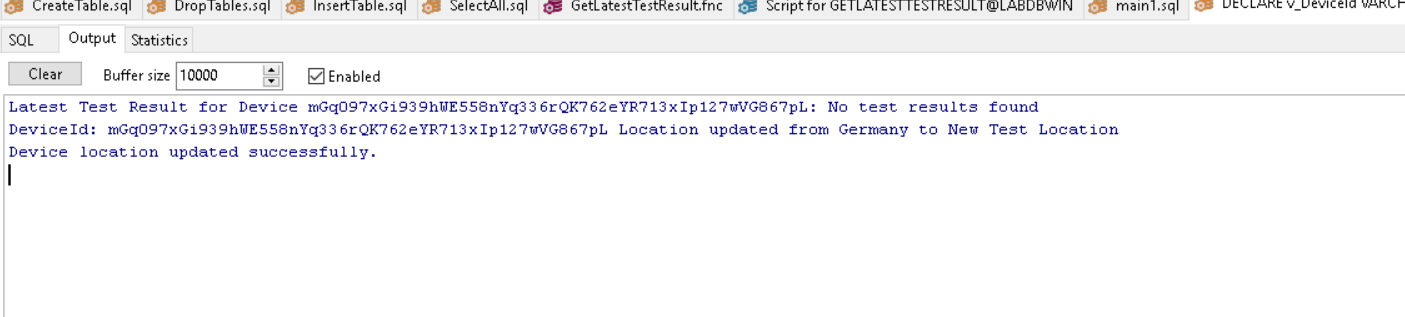 CreateTable.sql DropTables.sql InsertTable.sql SelectAll.sql GetLatestTestResult.fnc Script for GETLATESTTESTRESULT@LABDBWIN main1.sql DECLARE v_DeviceId VARCH
SQL Output Statistics
Clear Buffer size 10000 Enabled
Latest Test Result for Device mGqO97xGi939hWE558nYq336rQK762eYR713xIp127wVG867pL: No test results found
DeviceId: mGqO97xGi939hWE558nYq336rQK762eYR713xIp127wVG867pL Location updated from Germany to New Test Location
Device location updated successfully.